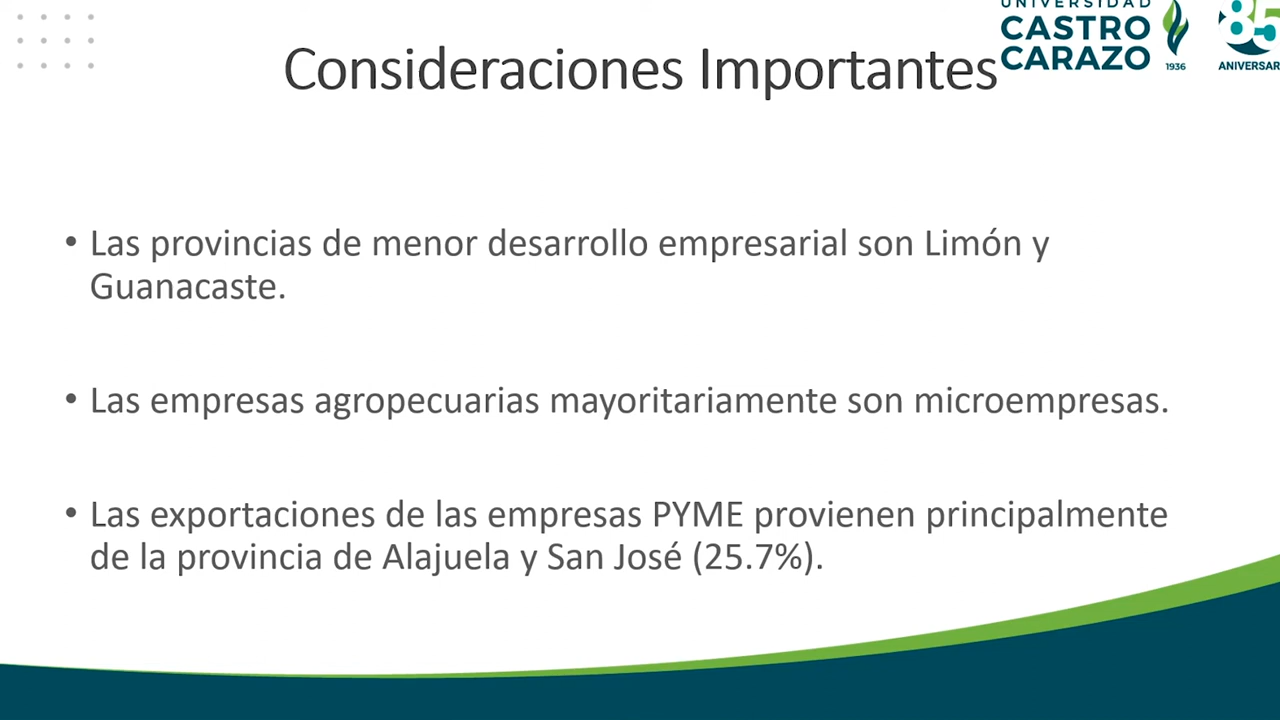 UNIVERSIDAD
CASTRO
CARAZO
1936
85
ANIVERSAR
Consideraciones Importantes
• Las provincias de menor desarrollo empresarial son Limón y
Guanacaste.
• Las empresas agropecuarias mayoritariamente son microempresas.
• Las exportaciones de las empresas PYME provienen principalmente
de la provincia de Alajuela y San José (25.7%).